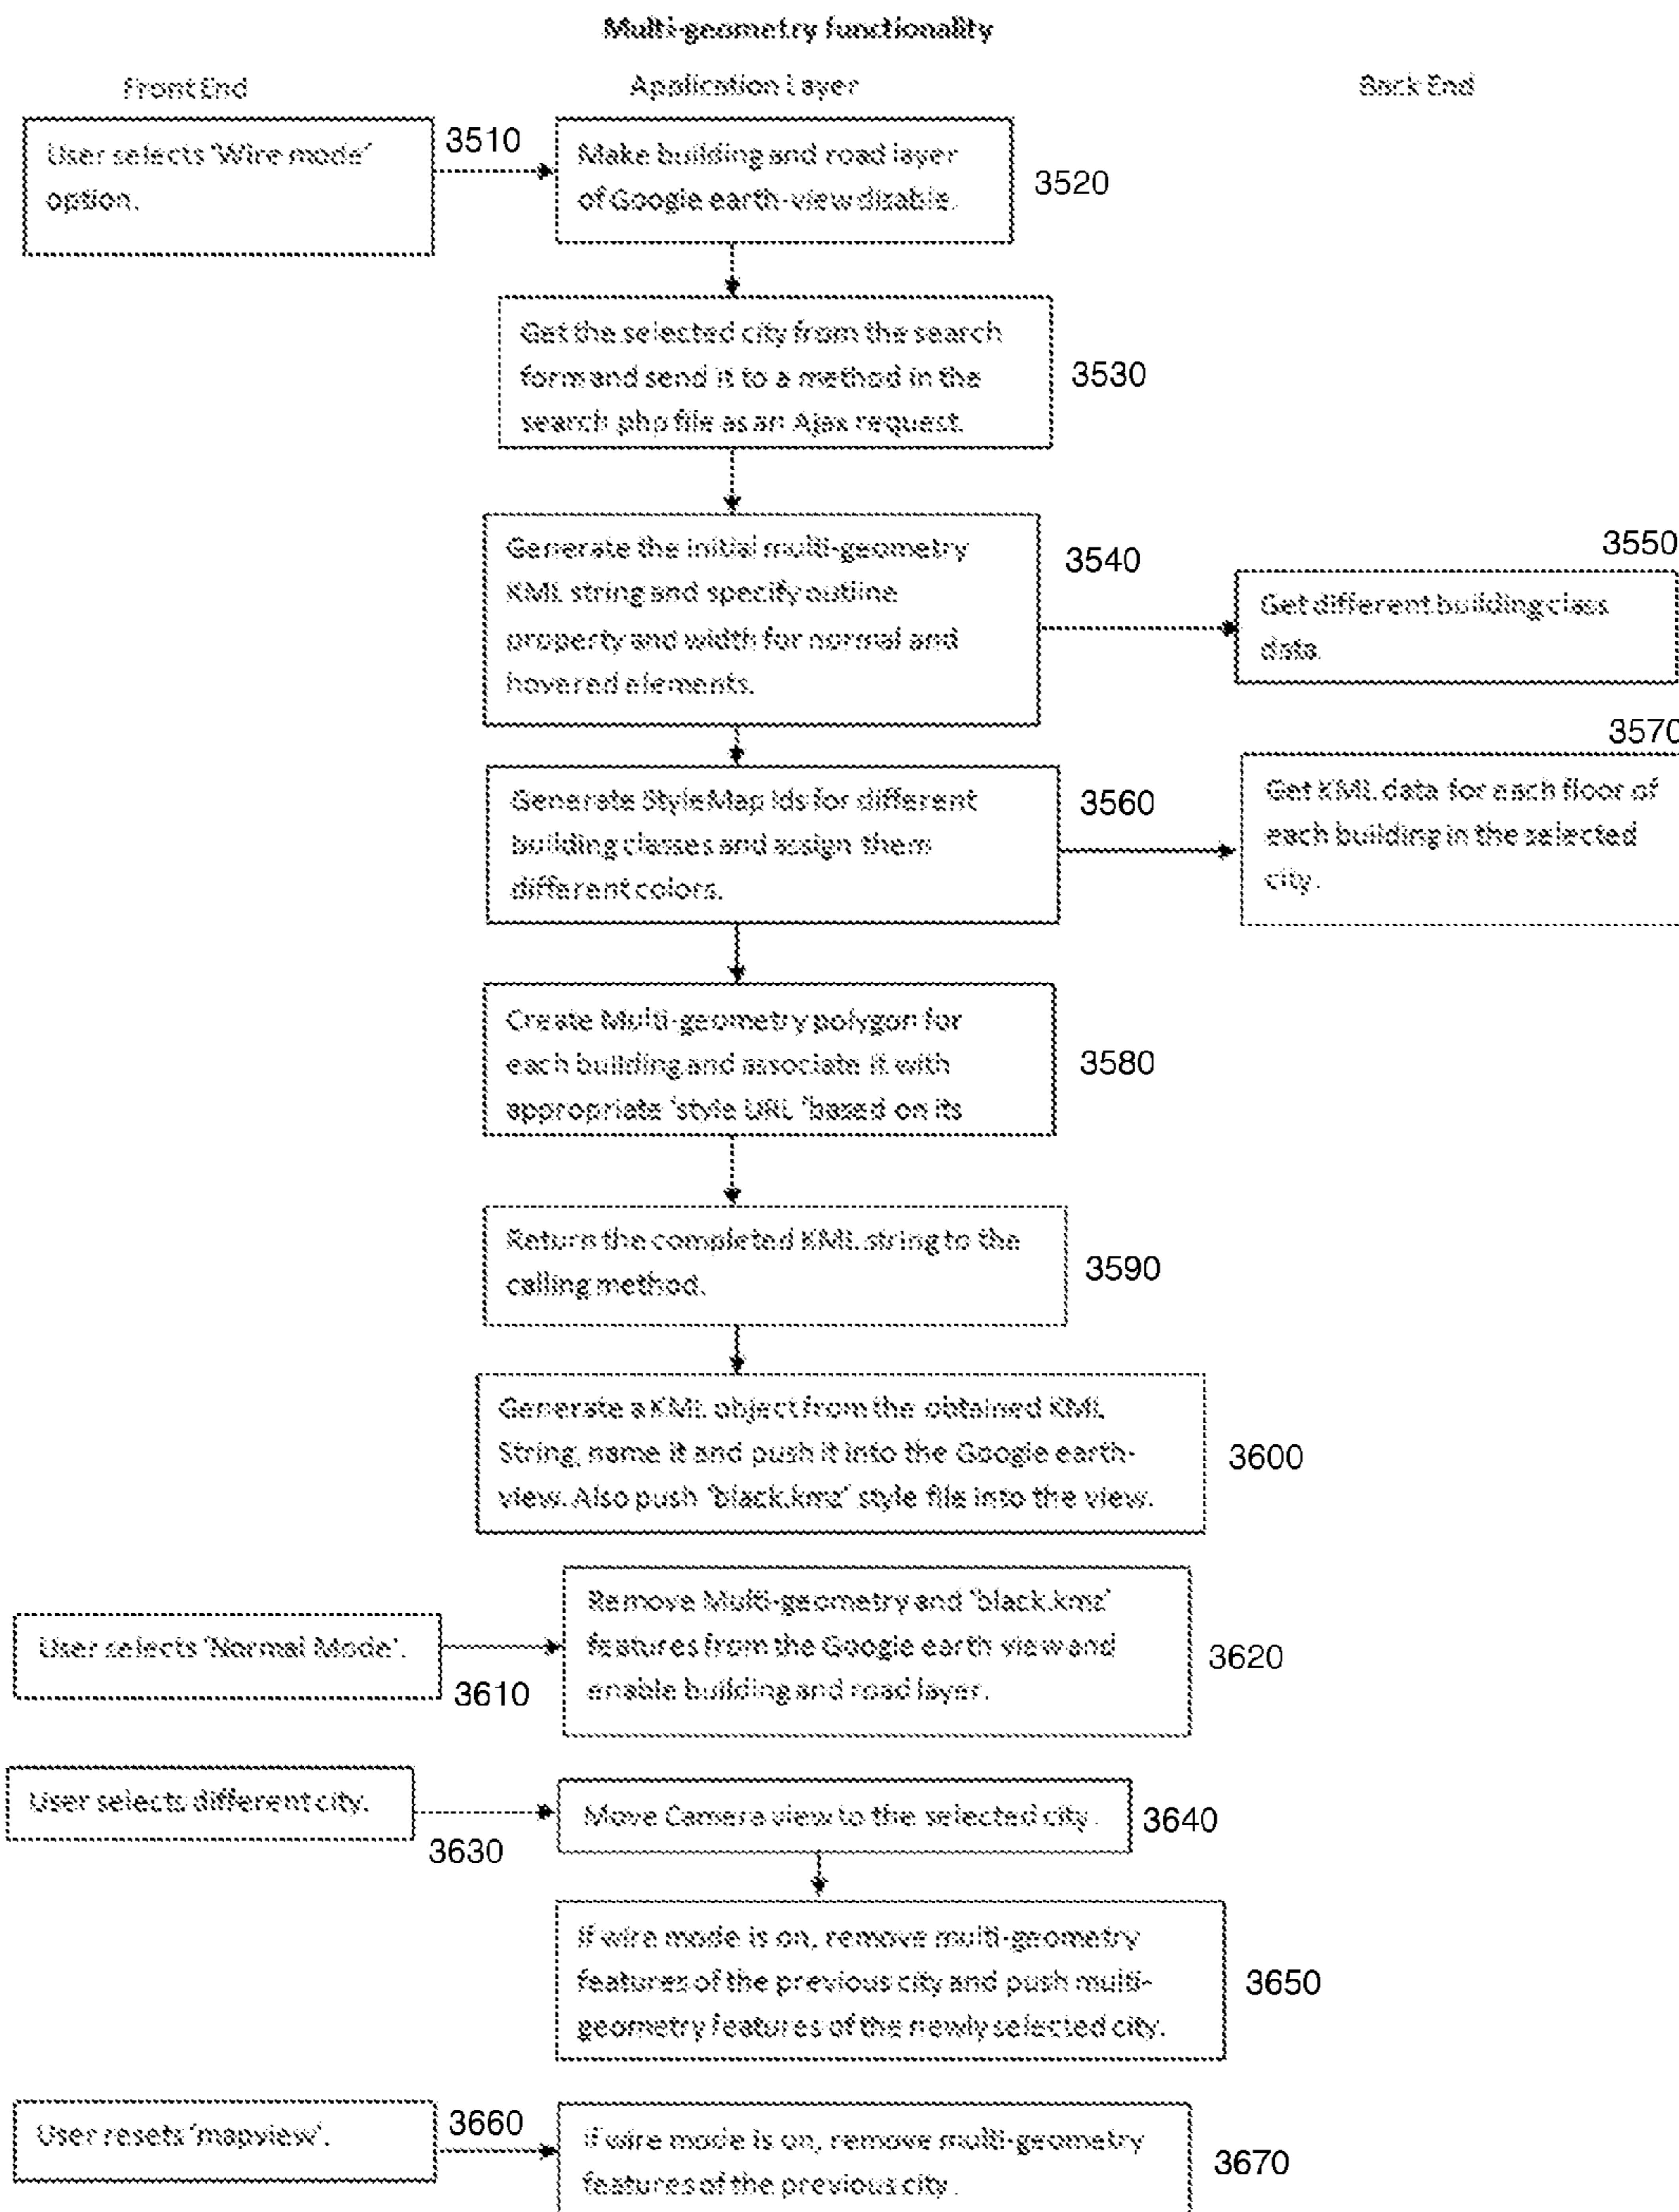 Multi-geometry functionality
Front End
Application Layer
Back End
User selects 'Wire mode'
option.
3510
Make building and road layer
of Google earth-view dizable.
3520
Get the selected city from the search
form and send it to a method in the
search php file as an Ajax request.
3530
Generate the initial multi-geometry
KML string and specify outline
property and width for normal and
hovered elements.
3540
3550
Get different building class
data.
Generate StyleMap Ids for different
building classes and assign them
different colors.
3560
3570
Get KML data for each floor of
each building in the selected
city.
Create Multi-geometry polygon for
each building and associate it with
appropriate 'style URL 'based on its
3580
Return the completed KML string to the
calling method.
3590
Generate a KML object from the obtained KML
String, name it and push it into the Google earth-
view. Also push 'black.kmz' style file into the view.
3600
User selects 'Normal Mode'.
3610
Remove Multi-geometry and 'black.kmz'
features from the Google earth view and
enable building and road layer.
3620
User selects different city.
3630
Move Camera view to the selected city.
3640
If wire mode is on, remove multi-geometry
features of the previous city and push multi-
geometry features of the newly selected city.
3650
User resets 'mapview'.
3660
If wire mode is on, remove multi-geometry
features of the previous city.
3670